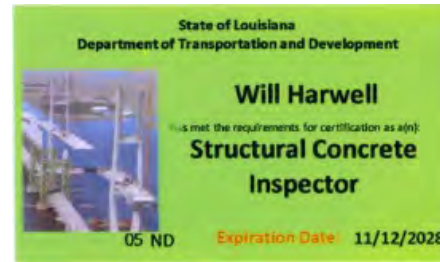 State of Louisiana
Department of Transportation and Development
Will Harwell
met the requirements for certification as a(n):
Structural Concrete
Inspector
05 ND
Expiration Date: 11/12/2028